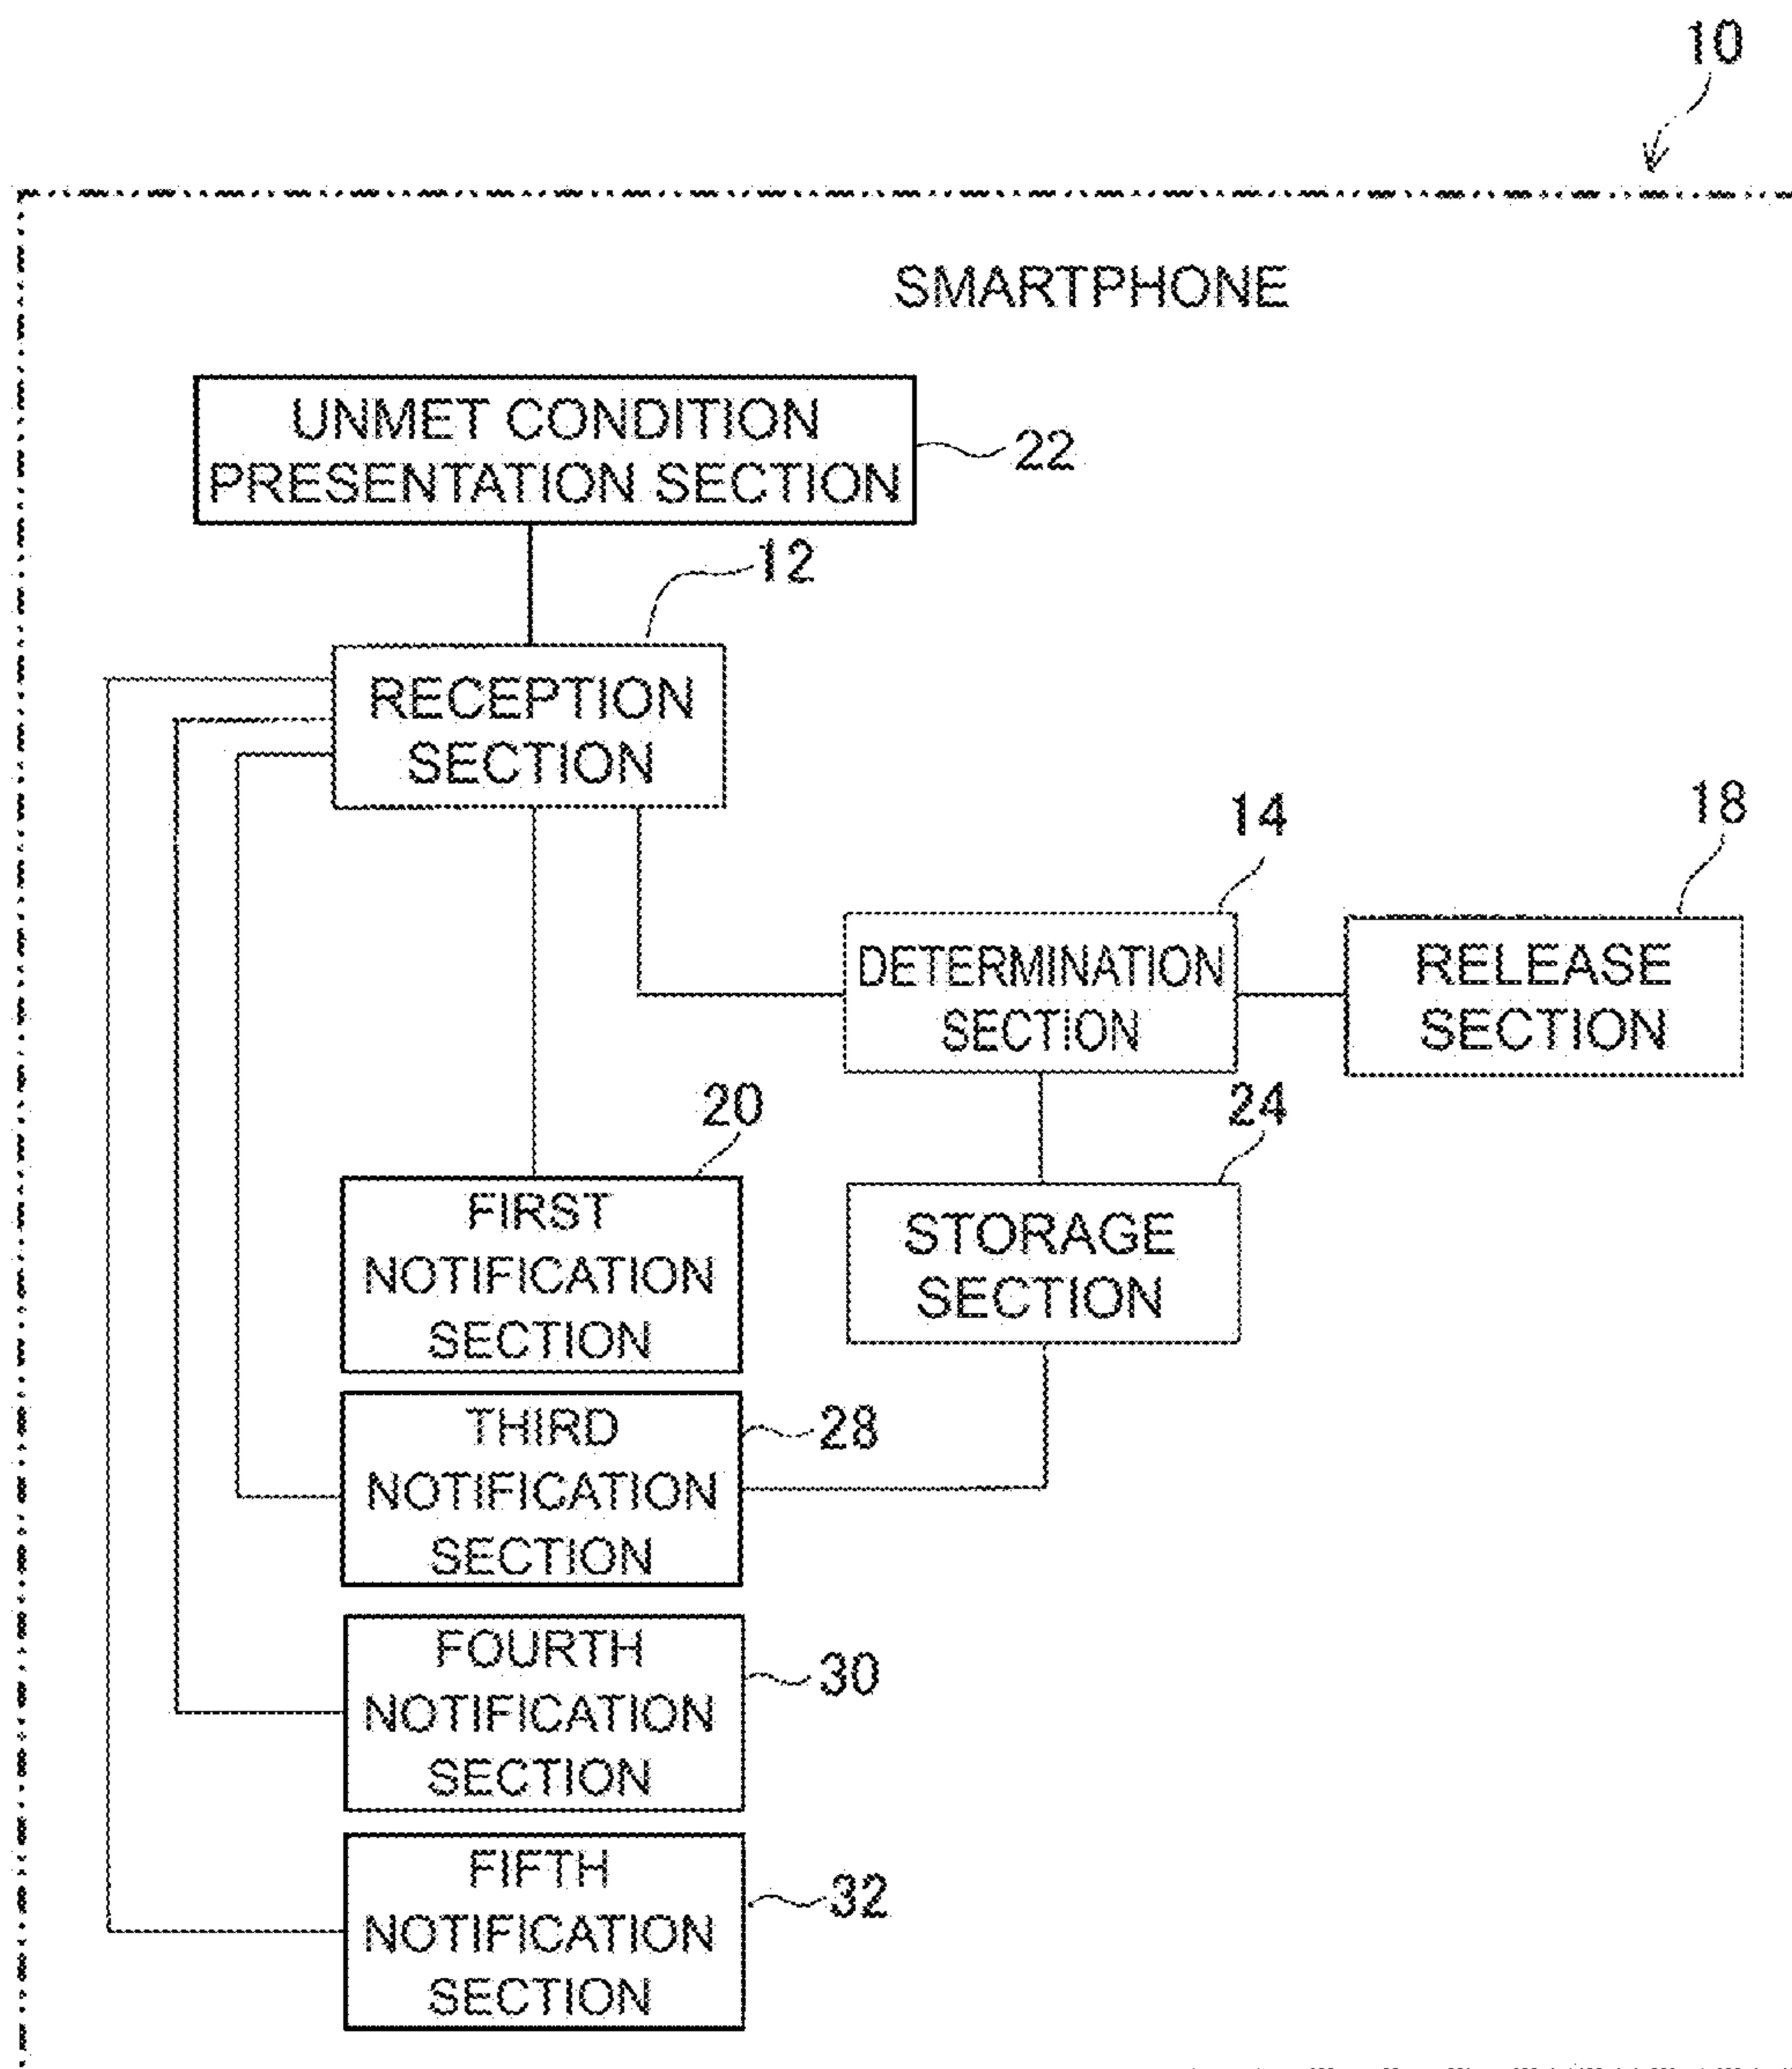 10
SMARTPHONE
UNMET CONDITION
PRESENTATION SECTION
22
12
RECEPTION
SECTION
14
18
DETERMINATION
SECTION
RELEASE
SECTION
20
24
FIRST
NOTIFICATION
SECTION
STORAGE
SECTION
THIRD
NOTIFICATION
SECTION
28
FOURTH
NOTIFICATION
SECTION
30
FIFTH
NOTIFICATION
SECTION
32